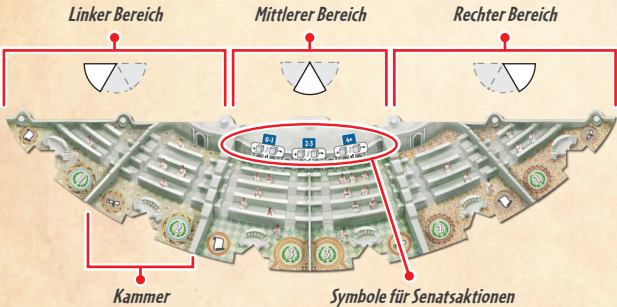 Linker Bereich
Mittlerer Bereich
Rechter Bereich
0-1
2-3
4+
Kammer
Symbole für Senatsaktionen